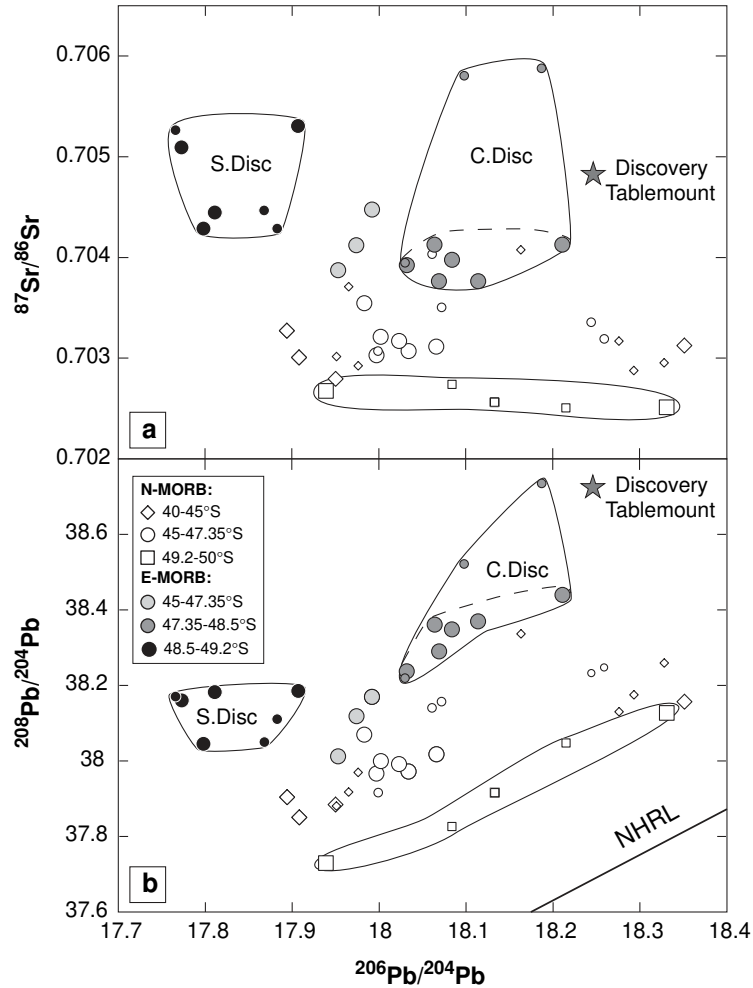 0.706
0.705
0.704
0.703
0.702
87Sr/86Sr
S.Disc
C.Disc
Discovery
Tablemount
a
38.6
38.4
38.2
38
37.8
37.6
208Pb/204Pb
N-MORB:
40-45°S
45-47.35°S
49.2-50°S
E-MORB:
45-47.35°S
47.35-48.5°S
48.5-49.2°S
Discovery
Tablemount
C.Disc
S.Disc
NHRL
b
17.7 17.8 17.9 18 18.1 18.2 18.3 18.4
206Pb/204Pb